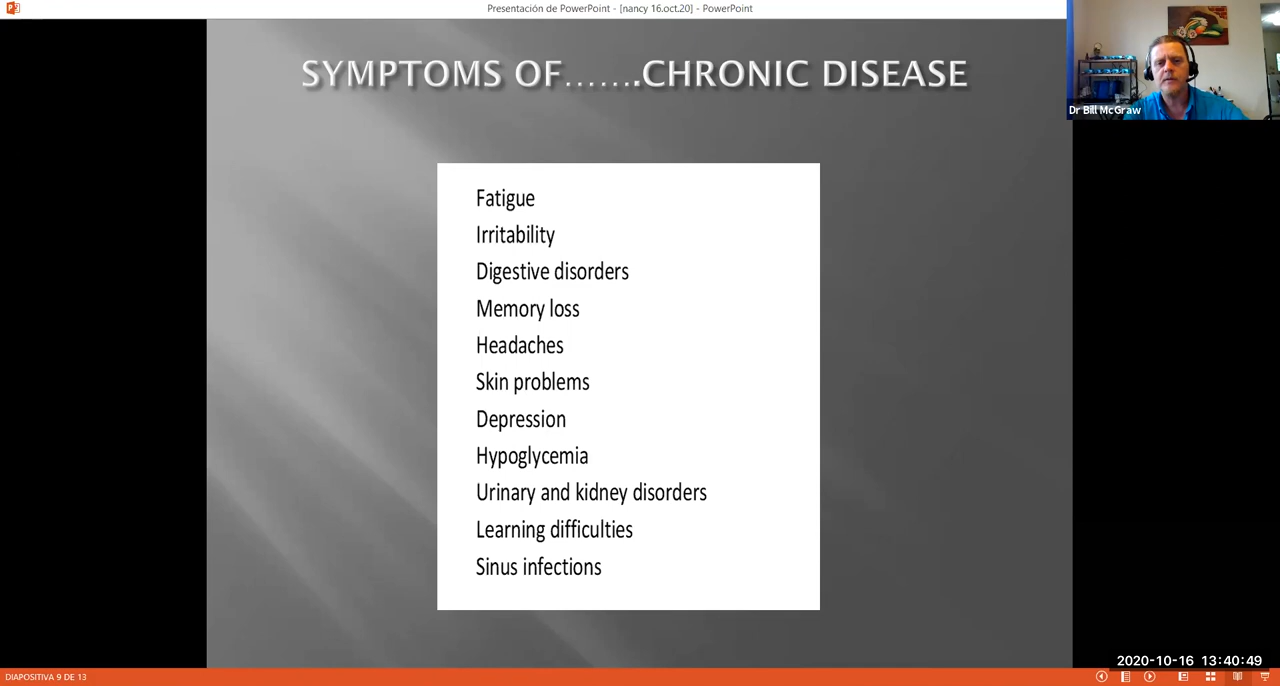 Presentación de PowerPoint - [nancy 16.oct.20] - PowerPoint
SYMPTOMS OF…….CHRONIC DISEASE
Dr Bill McGraw
Fatigue
Irritability
Digestive disorders
Memory loss
Headaches
Skin problems
Depression
Hypoglycemia
Urinary and kidney disorders
Learning difficulties
Sinus infections
2020-10-16 13:40:49
DIAPOSITIVA 9 DE 13